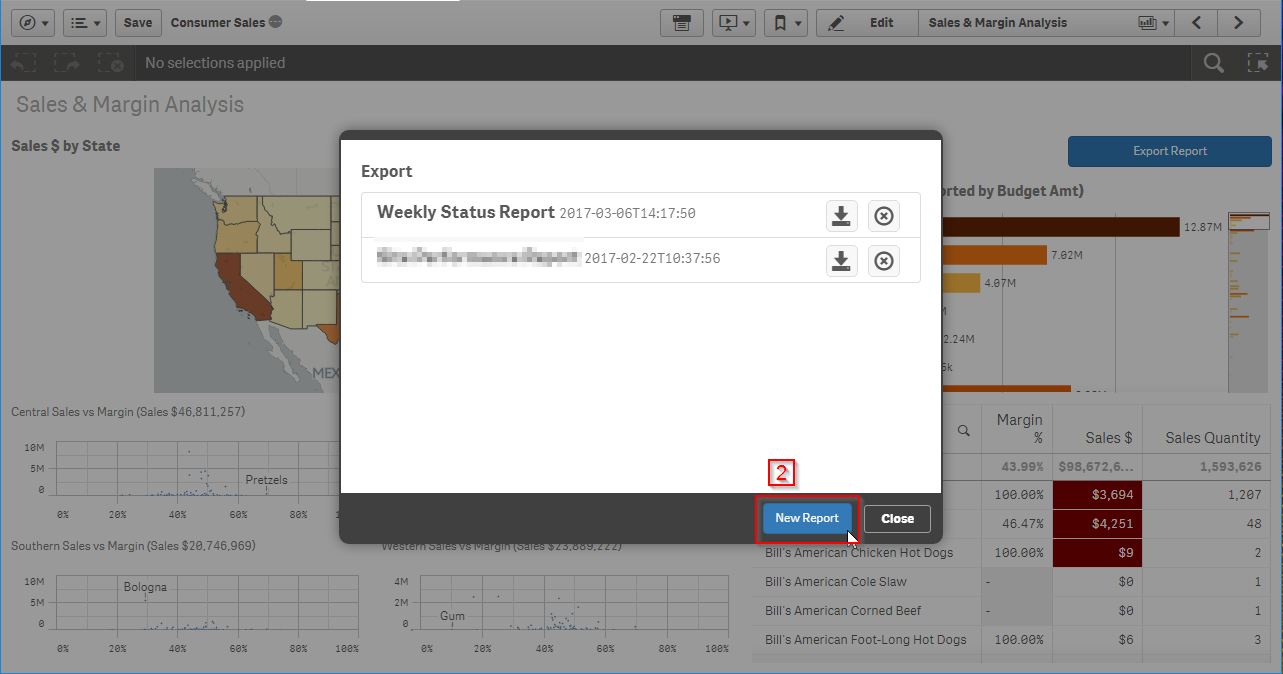 Save Consumer Sales Edit Sales & Margin Analysis
No selections applied
Sales & Margin Analysis
Sales $ by State
Export Report
orted by Budget Amt)
12.87M
7.02M
4.07M
2.24M
5k
MEX
Export
Weekly Status Report 2017-03-06T14:17:50
2017-02-22T10:37:56
2
New Report Close
Central Sales vs Margin (Sales $46,811,257)
10M
5M
0
Pretzels
0% 20% 40% 60% 80%
Southern Sales vs Margin (Sales $20,746,969)
10M
5M
0
Bologna
0% 20% 40% 60% 80% 100%
Western Sales vs Margin (Sales $23,889,222)
4M
2M
0
Gum
0% 20% 40% 60% 80% 100%
Margin % Sales $ Sales Quantity
43.99% $98,672,6... 1,593,626
100.00% $3,694 1,207
46.47% $4,251 48
Bill's American Chicken Hot Dogs 100.00% $9 2
Bill's American Cole Slaw - $0 1
Bill's American Corned Beef - $0 1
Bill's American Foot-Long Hot Dogs 100.00% $6 3